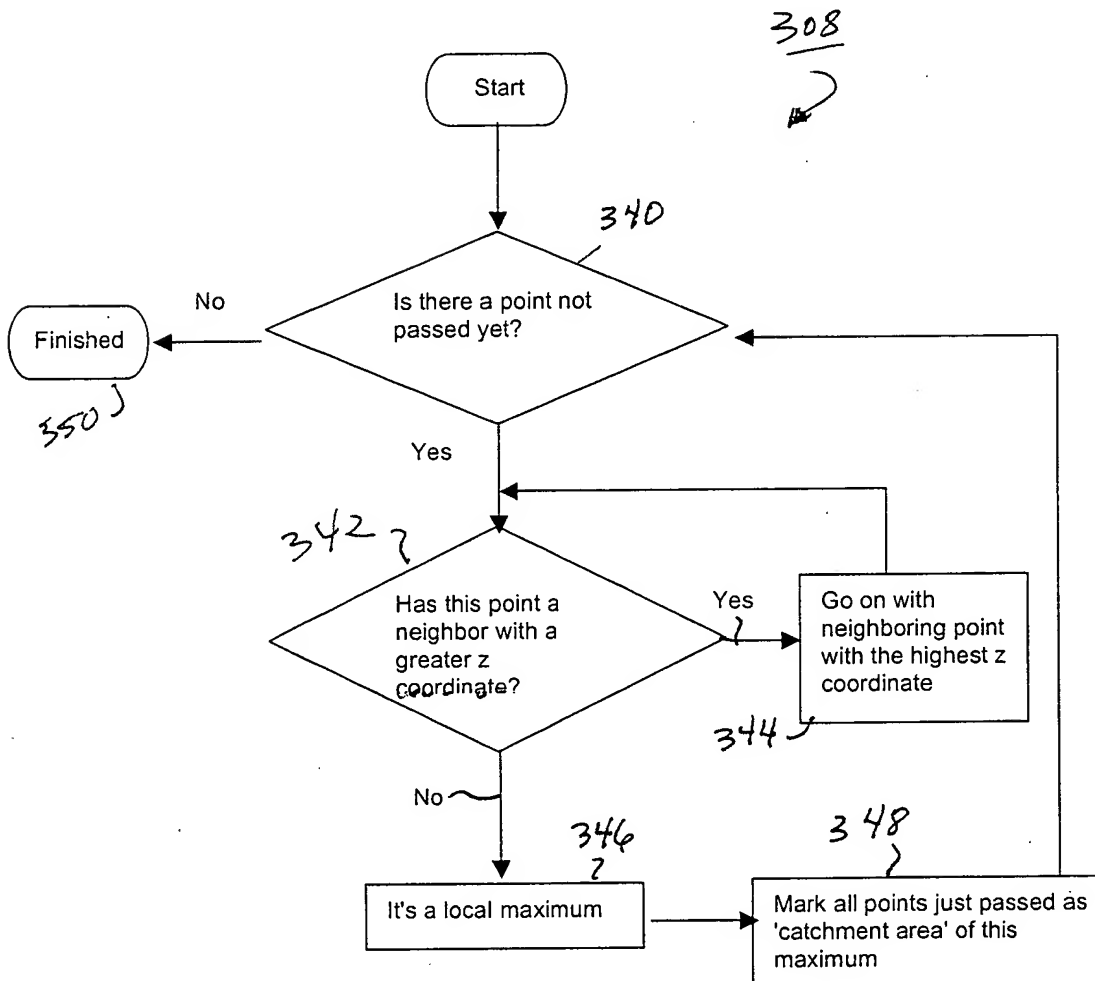 308
Start
340
Is there a point not
passed yet?
No
Finished
350
Yes
342
Has this point a
neighbor with a
greater z
coordinate?
Yes
Go on with
neighboring point
with the highest z
coordinate
344
No
346
It's a local maximum
348
Mark all points just passed as
'catchment area' of this
maximum